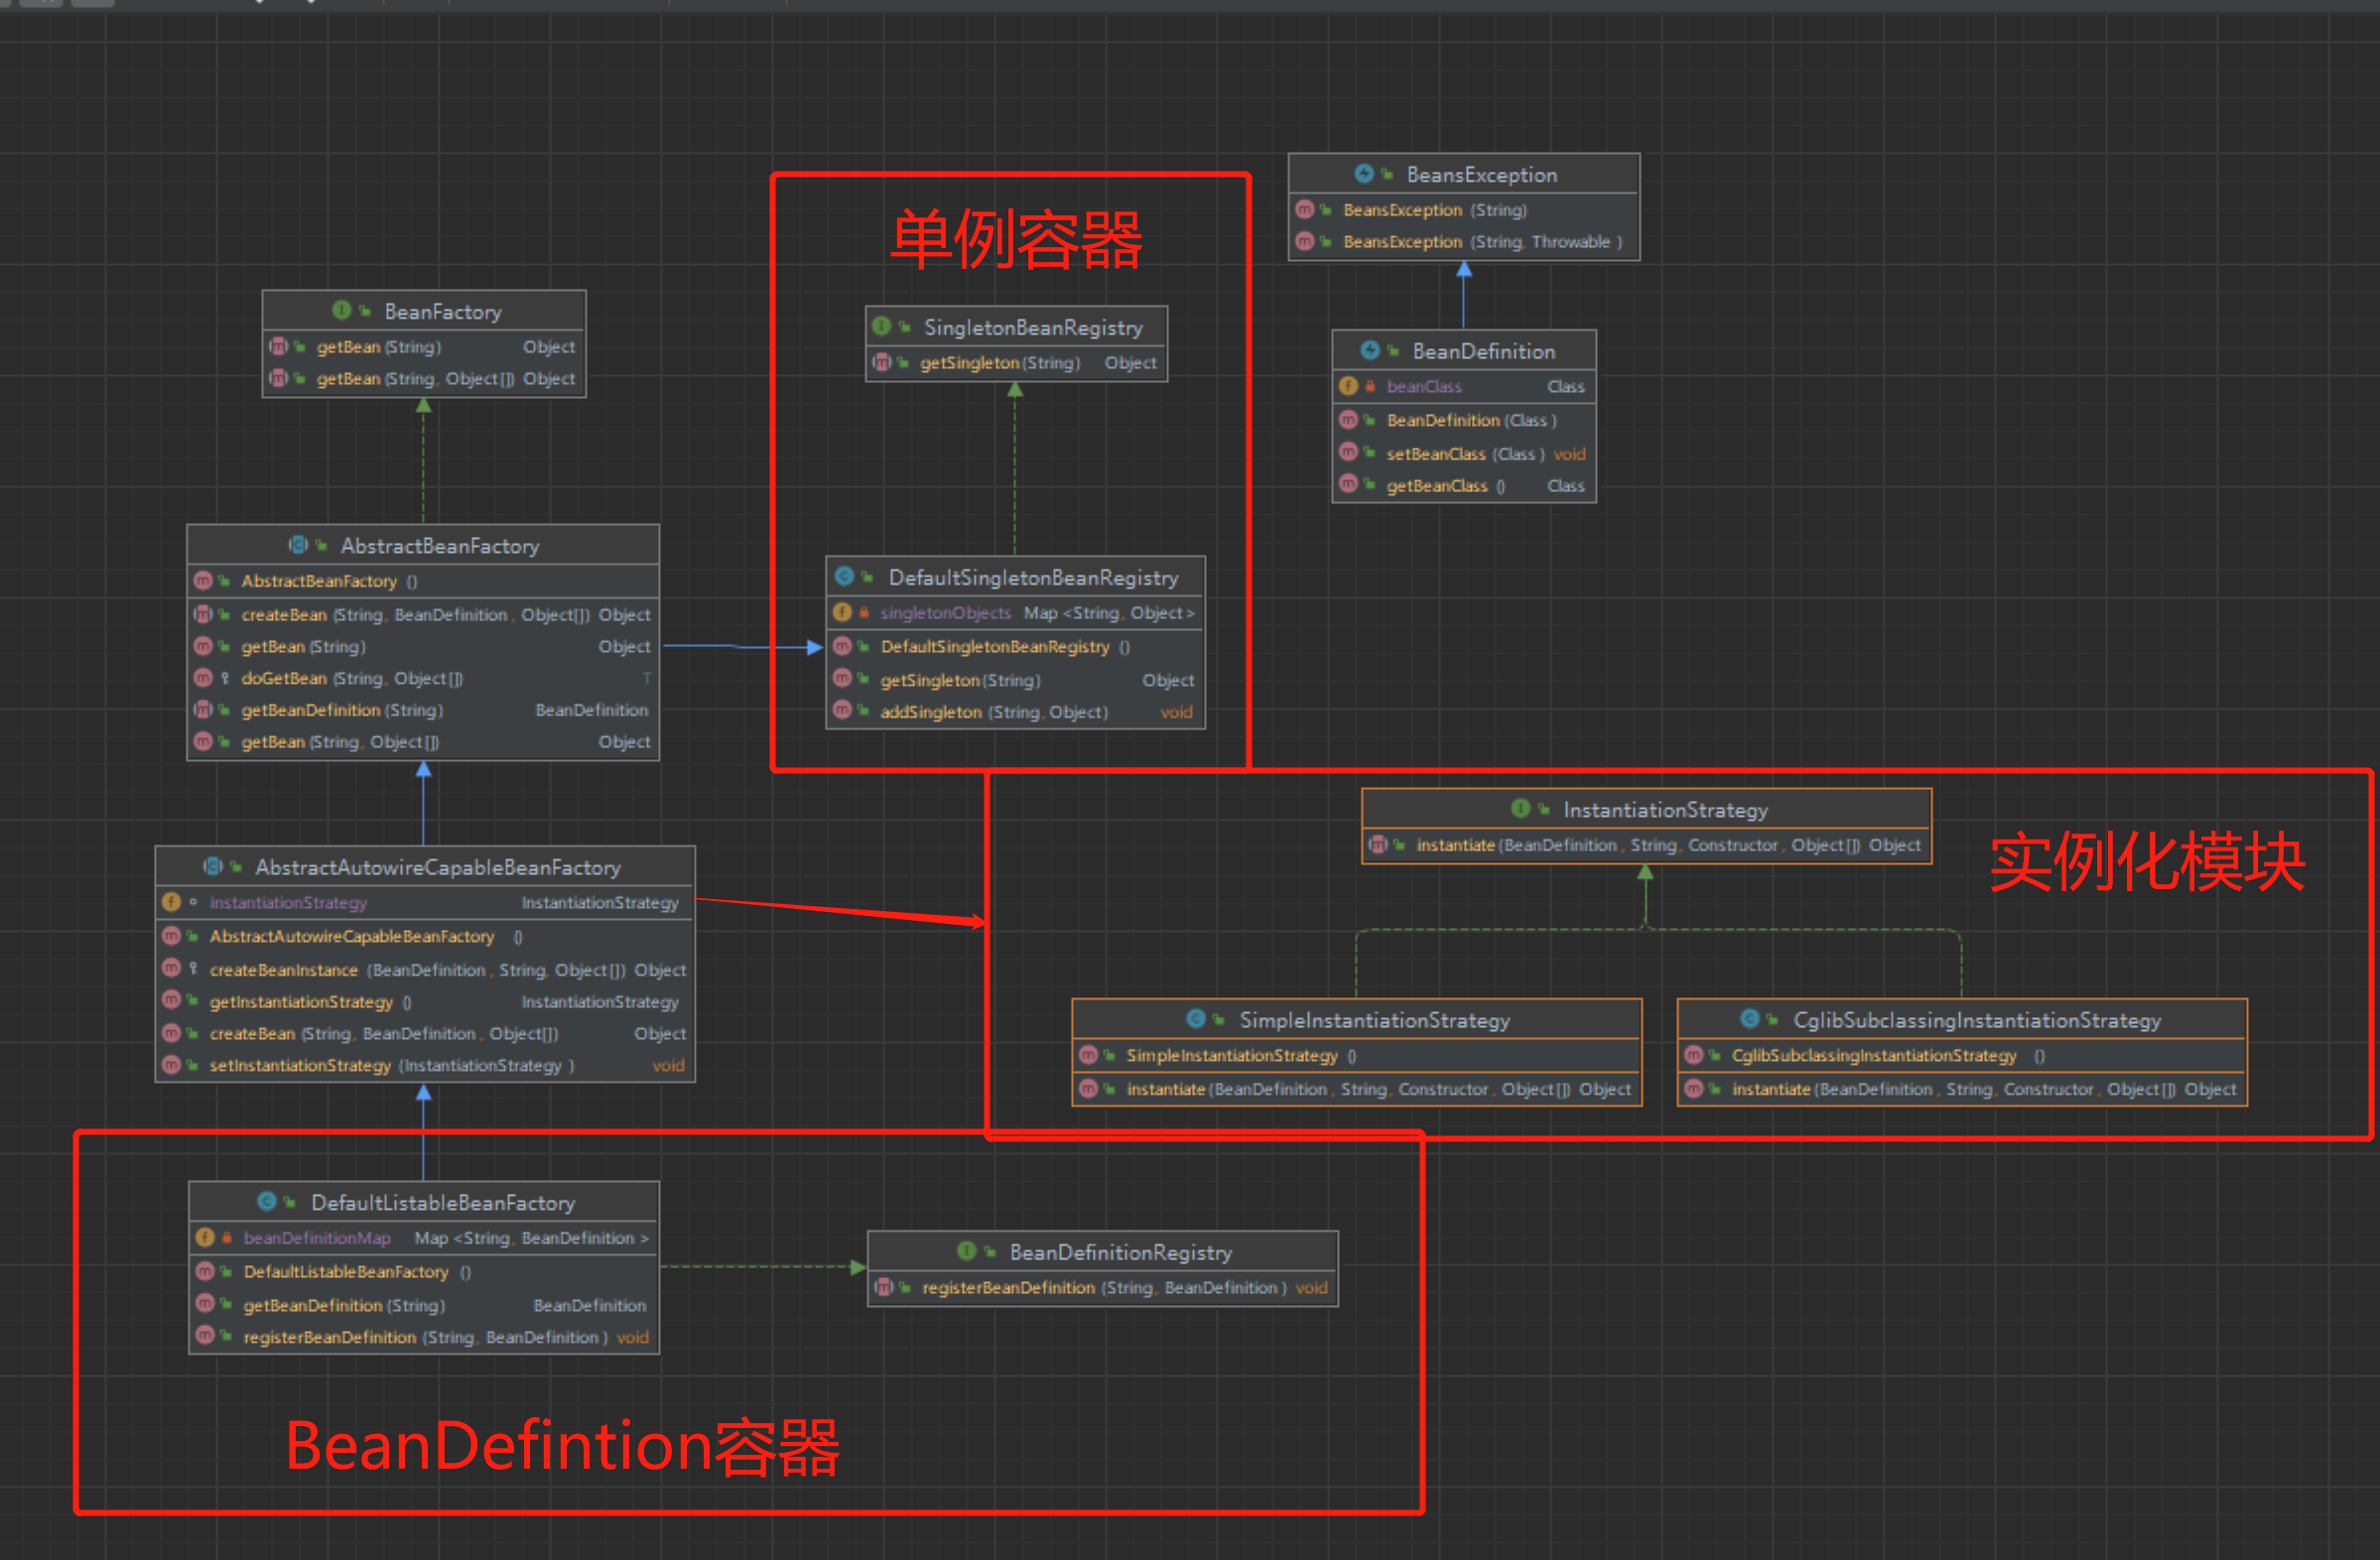 BeansException
BeansException (String)
BeansException (String, Throwable )
单例容器
BeanFactory
getBean (String) Object
getBean (String, Object[]) Object
SingletonBeanRegistry
getSingleton (String) Object
BeanDefinition
beanClass Class
BeanDefinition (Class )
setBeanClass (Class ) void
getBeanClass () Class
AbstractBeanFactory
AbstractBeanFactory ()
createBean (String, BeanDefinition , Object[]) Object
getBean (String) Object
doGetBean (String, Object[]) T
getBeanDefinition (String) BeanDefinition
getBean (String, Object[]) Object
DefaultSingletonBeanRegistry
singletonObjects Map <String, Object >
DefaultSingletonBeanRegistry ()
getSingleton (String) Object
addSingleton (String, Object) void
InstantiationStrategy
instantiate (BeanDefinition , String, Constructor , Object[]) Object
实例化模块
AbstractAutowireCapableBeanFactory
instantiationStrategy InstantiationStrategy
AbstractAutowireCapableBeanFactory ()
createBeanInstance (BeanDefinition , String, Object[]) Object
getInstantiationStrategy () InstantiationStrategy
createBean (String, BeanDefinition , Object[]) Object
setInstantiationStrategy (InstantiationStrategy ) void
SimpleInstantiationStrategy
SimpleInstantiationStrategy ()
instantiate (BeanDefinition , String, Constructor , Object[]) Object
CglibSubclassingInstantiationStrategy
CglibSubclassingInstantiationStrategy ()
instantiate (BeanDefinition , String, Constructor , Object[]) Object
DefaultListableBeanFactory
beanDefinitionMap Map <String, BeanDefinition >
DefaultListableBeanFactory ()
getBeanDefinition (String) BeanDefinition
registerBeanDefinition (String, BeanDefinition ) void
BeanDefinitionRegistry
registerBeanDefinition (String, BeanDefinition ) void
BeanDefintion容器